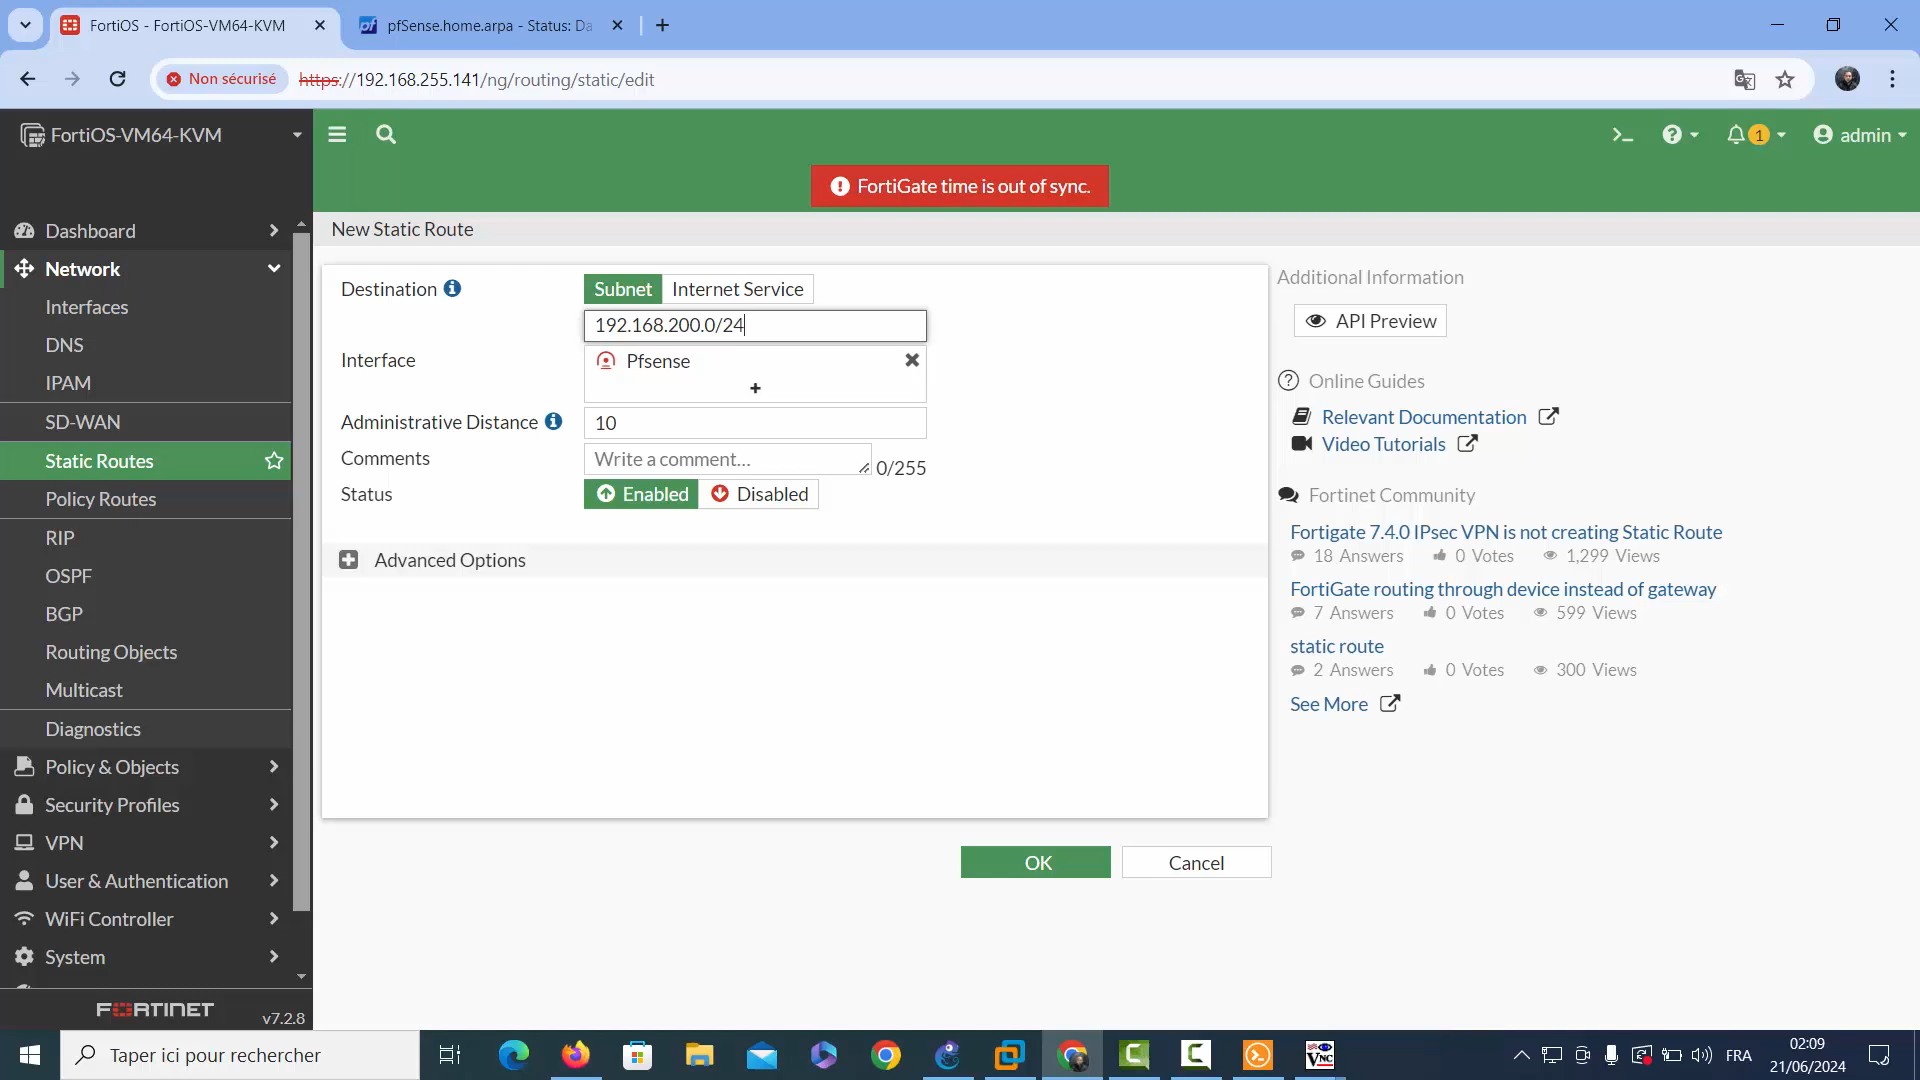 FortiOS - FortiOS-VM64-KVM
pfSense.home.arpa - Status: Da
Non sécurisé
https://192.168.255.141/ng/routing/static/edit
FortiOS-VM64-KVM
1
admin
FortiGate time is out of sync.
Dashboard
Network
Interfaces
DNS
IPAM
SD-WAN
Static Routes
Policy Routes
RIP
OSPF
BGP
Routing Objects
Multicast
Diagnostics
Policy & Objects
Security Profiles
VPN
User & Authentication
WiFi Controller
System
FORTINET
v7.2.8
New Static Route
Destination
Subnet
Internet Service
192.168.200.0/24
Interface
Pfsense
Administrative Distance
10
Comments
Write a comment...
0/255
Status
Enabled
Disabled
Advanced Options
OK
Cancel
Additional Information
API Preview
Online Guides
Relevant Documentation
Video Tutorials
Fortinet Community
Fortigate 7.4.0 IPsec VPN is not creating Static Route
18 Answers 0 Votes 1,299 Views
FortiGate routing through device instead of gateway
7 Answers 0 Votes 599 Views
static route
2 Answers 0 Votes 300 Views
See More
Taper ici pour rechercher
VNC
FRA
02:09
21/06/2024